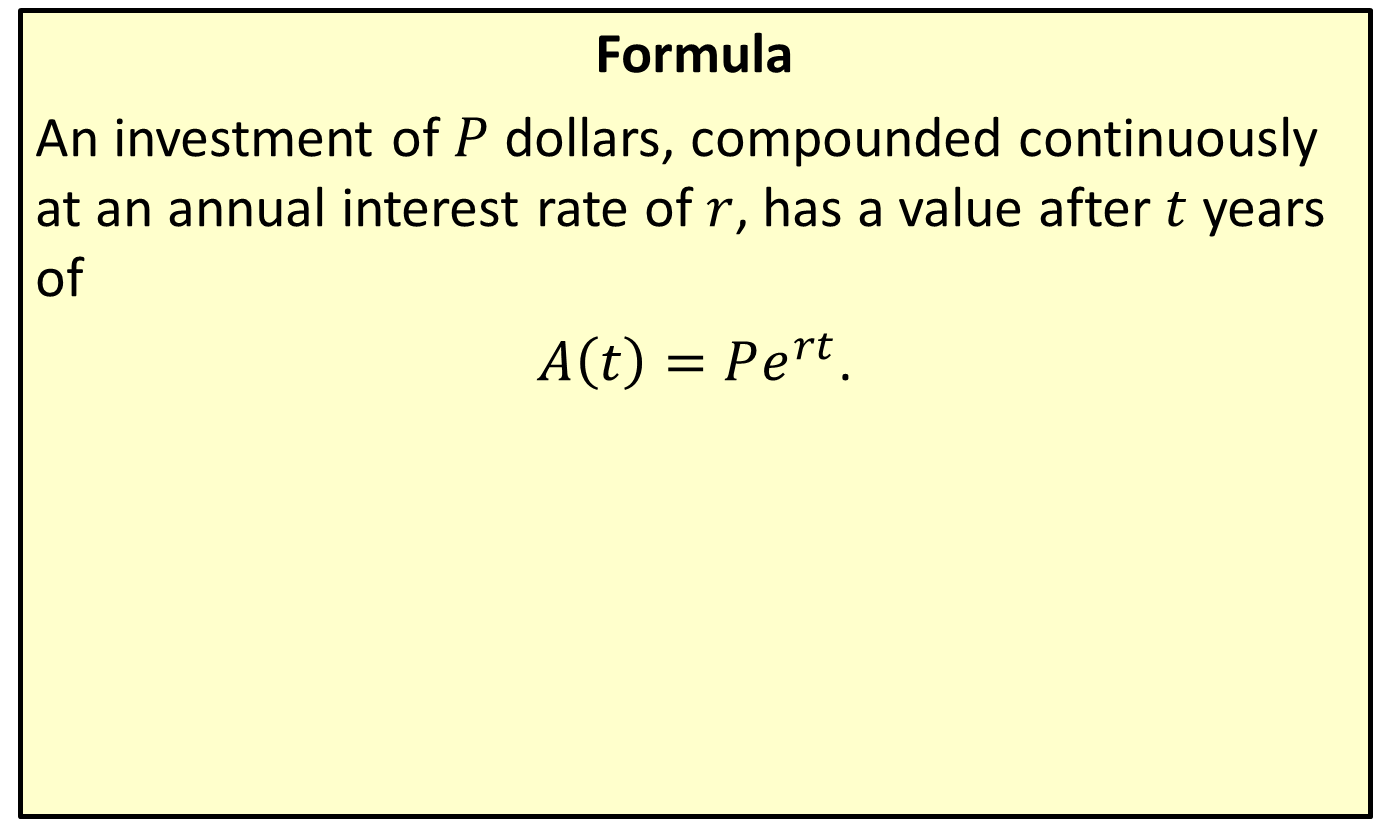 Formula
An investment of P dollars, compounded continuously
at an annual interest rate of r, has a value after t years
of
A(t) = Pe^{rt}.